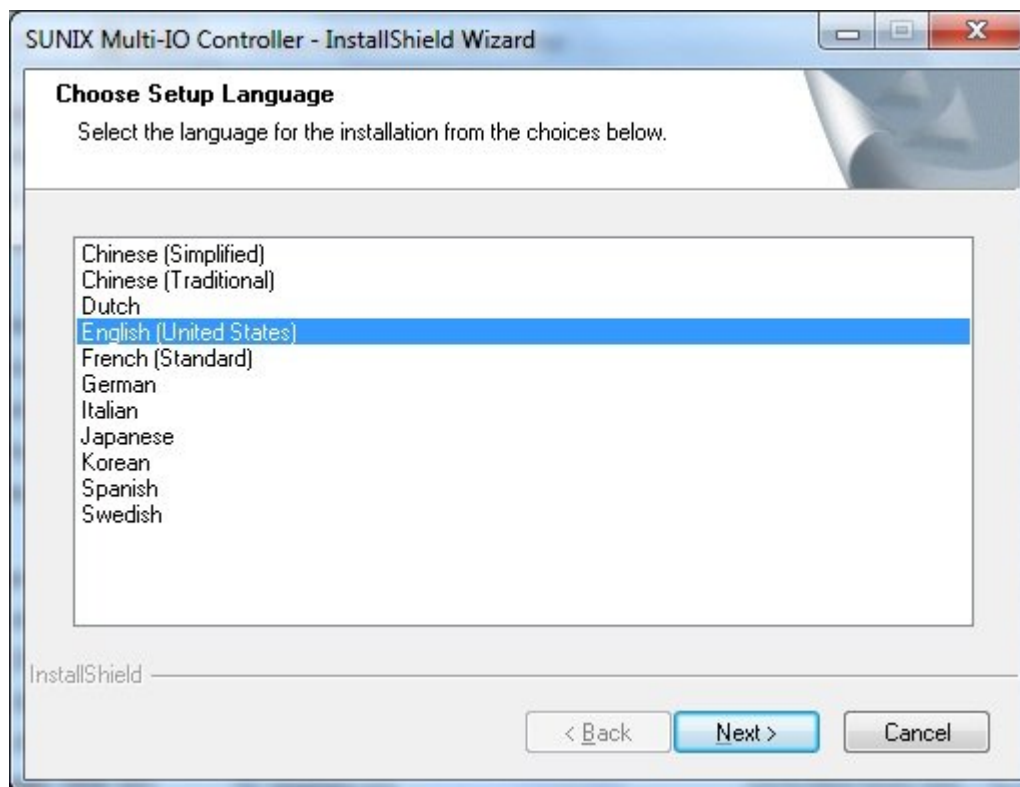 SUNIX Multi-IO Controller - InstallShield Wizard
Choose Setup Language
Select the language for the installation from the choices below.
Chinese (Simplified)
Chinese (Traditional)
Dutch
English (United States)
French (Standard)
German
Italian
Japanese
Korean
Spanish
Swedish
InstallShield
< Back
Next >
Cancel